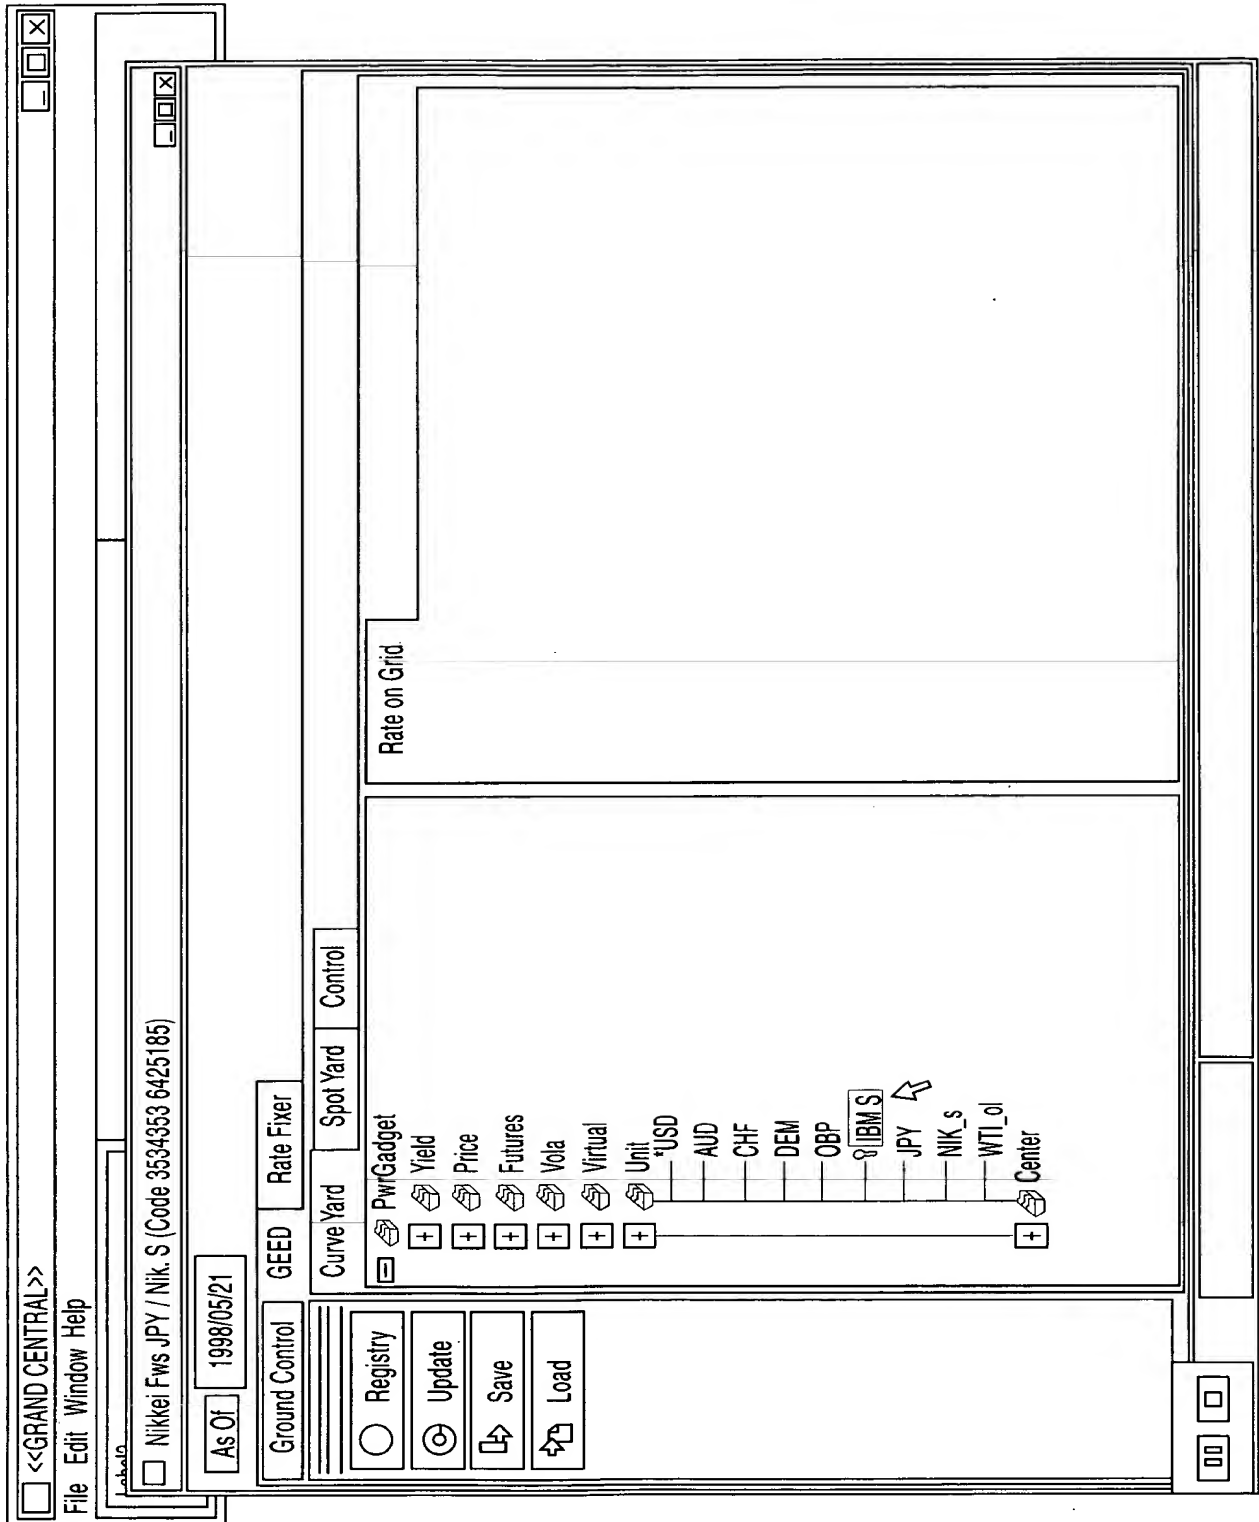 <<GRAND CENTRAL>>
File Edit Window Help
Nikkei Fws JPY / Nik. S (Code 3534353 6425185)
As Of 1998/05/21
Ground Control GEED Rate Fixer
Curve Yard Spot Yard Control
Registry
Update
Save
Load
PwrGadget
Yield
Price
Futures
Vola
Virtual
Unit
*USD
AUD
CHF
DEM
OBP
IBM S
JPY
NIK_s
WTI_ol
Center
Rate on Grid